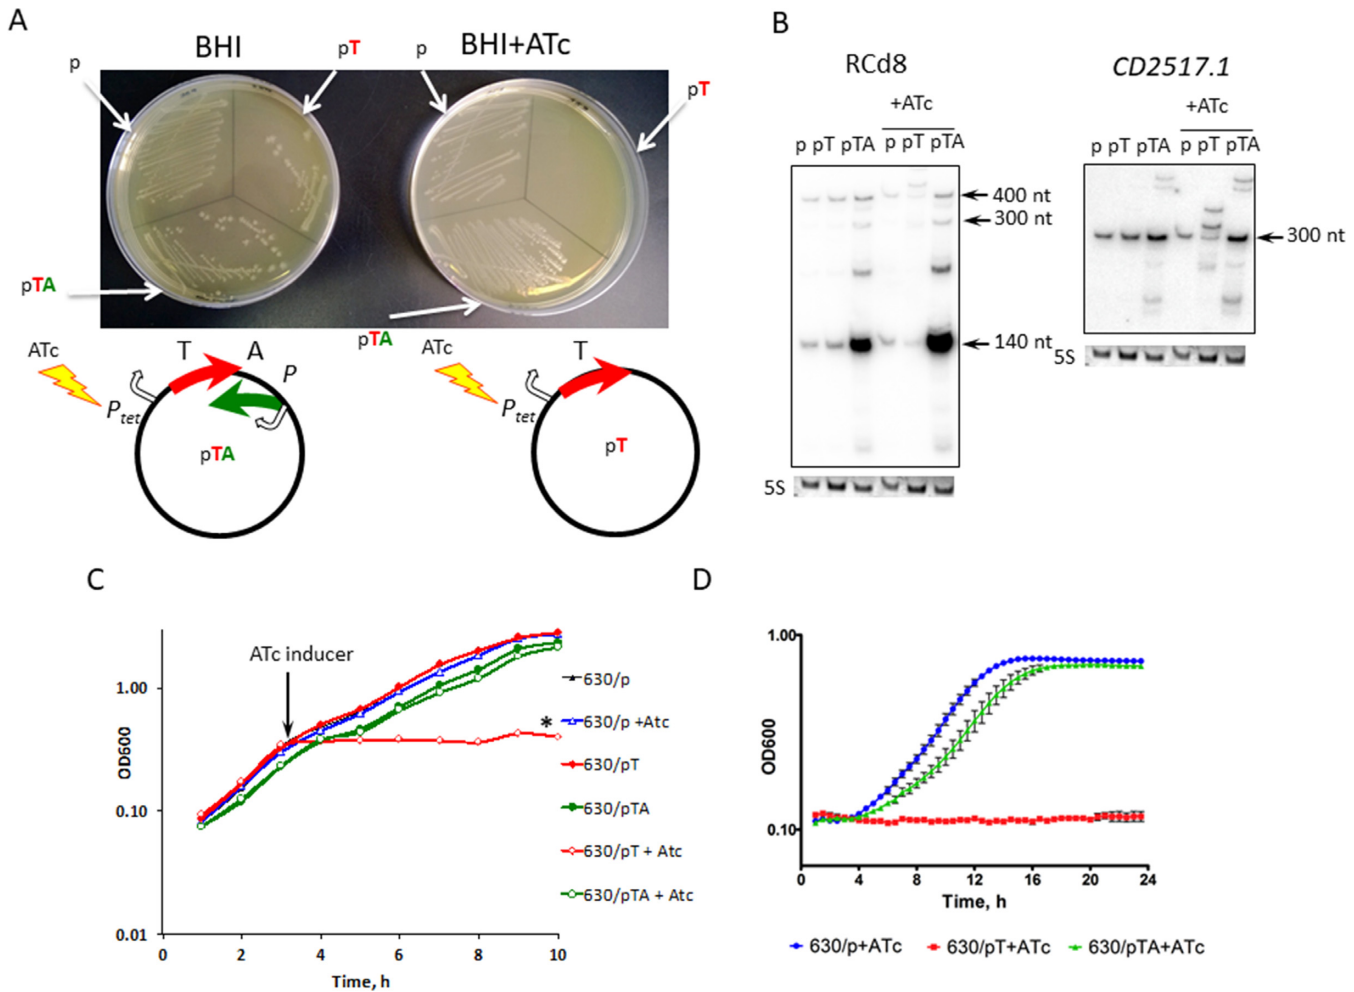 A
BHI
BHI+ATc
p
pT
p
pT
pTA
pTA
ATc
T
A
P
Ptet
pTA
ATc
T
Ptet
pT
B
RCd8
CD2517.1
+ATc
+ATc
p pT pTA p pT pTA
p pT pTA p pT pTA
400 nt
300 nt
300 nt
140 nt
5S
5S
C
ATc inducer
OD600
1.00
0.10
0.01
0 2 4 6 8 10
Time, h
630/p
* 630/p +Atc
630/pT
630/pTA
630/pT + Atc
630/pTA + Atc
D
OD600
1.00
0.10
0 4 8 12 16 20 24
Time, h
630/p+ATc 630/pT+ATc 630/pTA+ATc